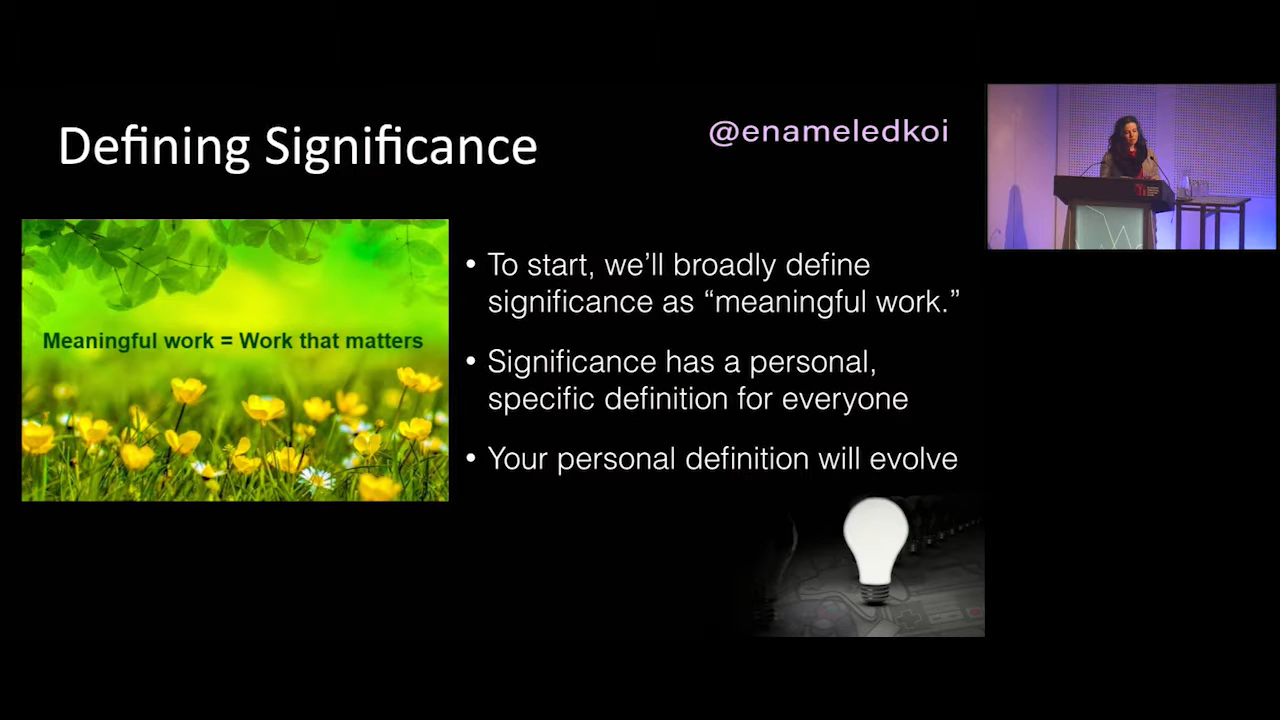 Defining Significance
@enameledkoi
Meaningful work = Work that matters
• To start, we’ll broadly define
significance as “meaningful work.”
• Significance has a personal,
specific definition for everyone
• Your personal definition will evolve